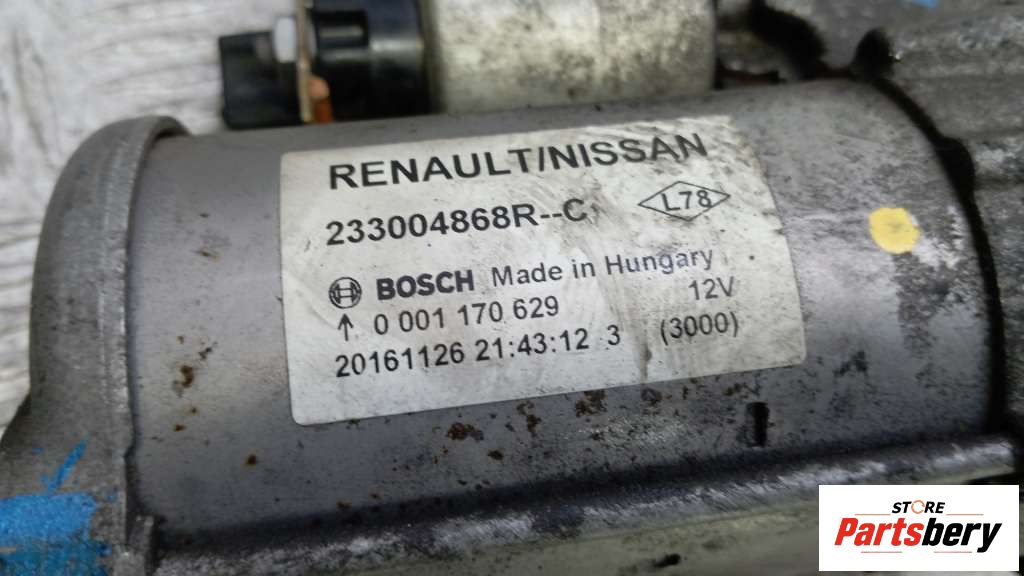 RENAULT/NISSAN
233004868R--C
L78
BOSCH Made in Hungary
0 001 170 629 12V
20161126 21:43:12 3 (3000)
STORE
Partsbery